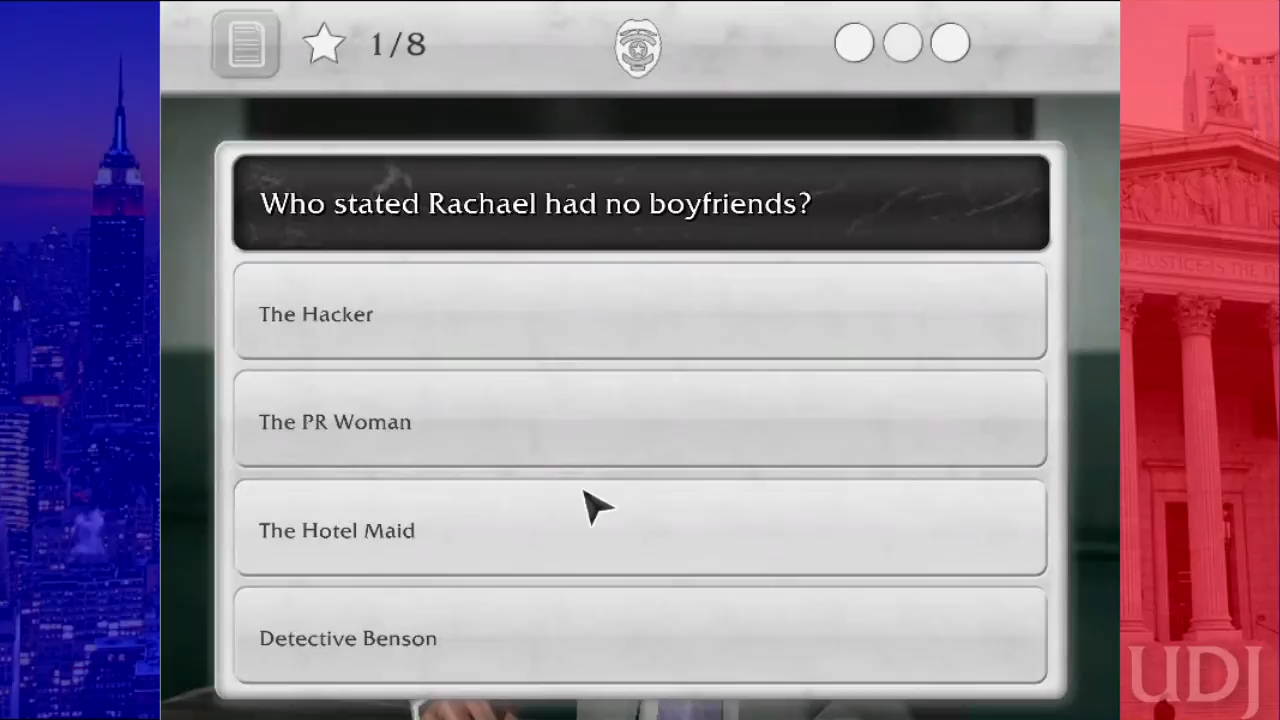 1/8
Who stated Rachael had no boyfriends?
The Hacker
The PR Woman
The Hotel Maid
Detective Benson
UDJ